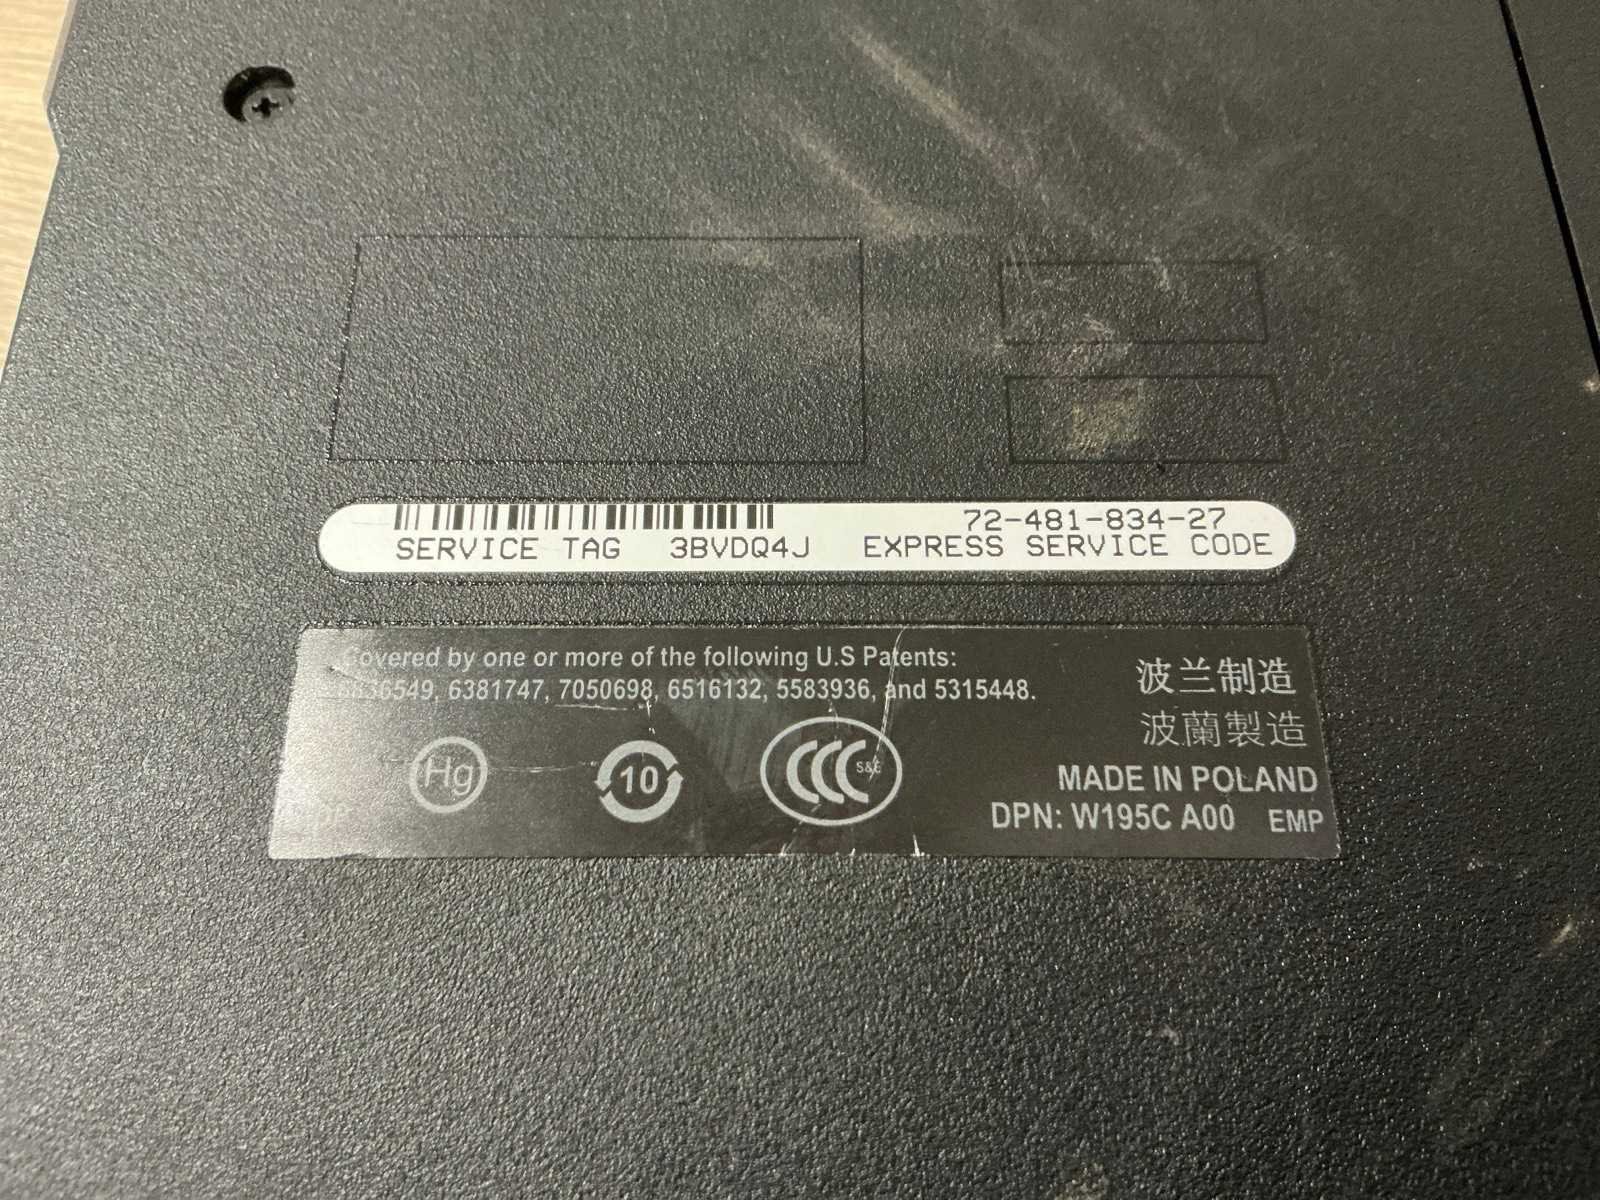 72-481-834-27
SERVICE TAG 3BVDQ4J EXPRESS SERVICE CODE
Covered by one or more of the following U.S Patents:
6381747, 7050698, 6516132, 5583936, and 5315448.
波兰制造
波蘭製造
Hg
10
CCC
S&E
MADE IN POLAND
DPN: W195C A00 EMP